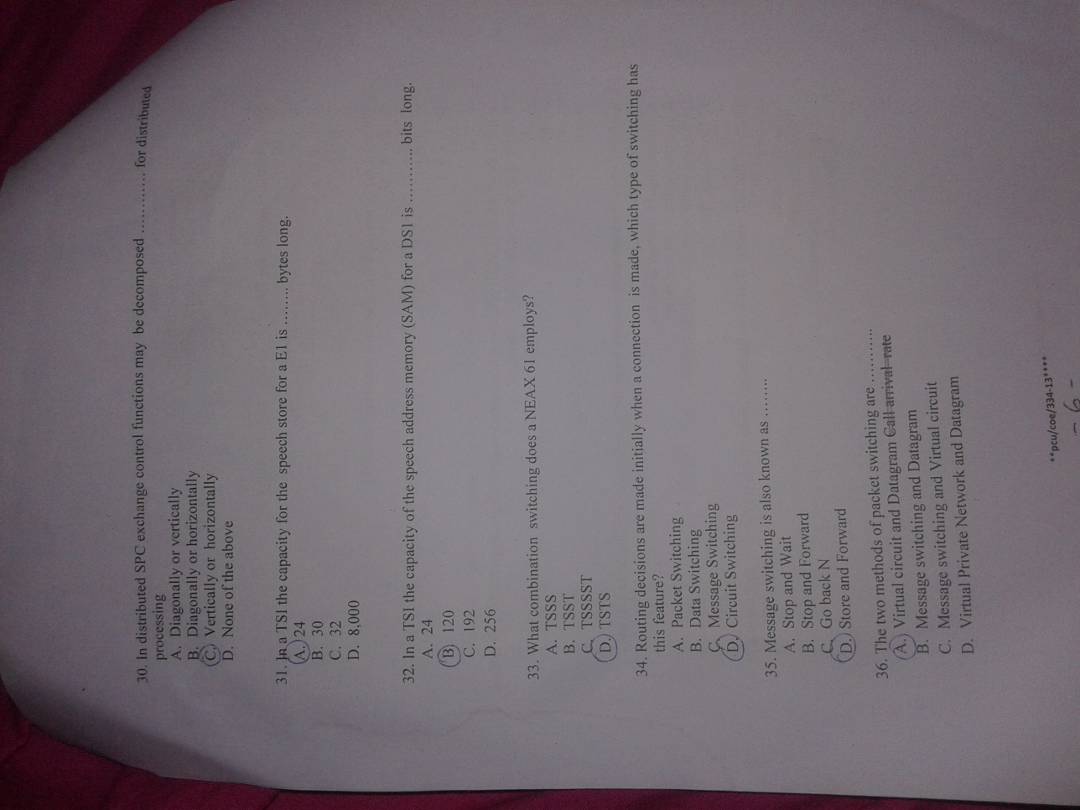 30. In distributed SPC exchange control functions may be decomposed ............ for distributed
processing
A. Diagonally or vertically
B. Diagonally or horizontally
C. Vertically or horizontally
D. None of the above
31. In a TSI the capacity for the speech store for a E1 is ........ bytes long.
A. 24
B. 30
C. 32
D. 8,000
32. In a TSI the capacity of the speech address memory (SAM) for a DS1 is ........... bits long.
A. 24
B. 120
C. 192
D. 256
33. What combination switching does a NEAX 61 employs?
A. TSSS
B. TSST
C. TSSSST
D. TSTS
34. Routing decisions are made initially when a connection is made, which type of switching has
this feature?
A. Packet Switching
B. Data Switching
C. Message Switching
D. Circuit Switching
35. Message switching is also known as ........
A. Stop and Wait
B. Stop and Forward
C. Go back N
D. Store and Forward
36. The two methods of packet switching are ...........
A. Virtual circuit and Datagram Call arrival rate
B. Message switching and Datagram
C. Message switching and Virtual circuit
D. Virtual Private Network and Datagram
**pcu/coe/334-13****
- 6 -